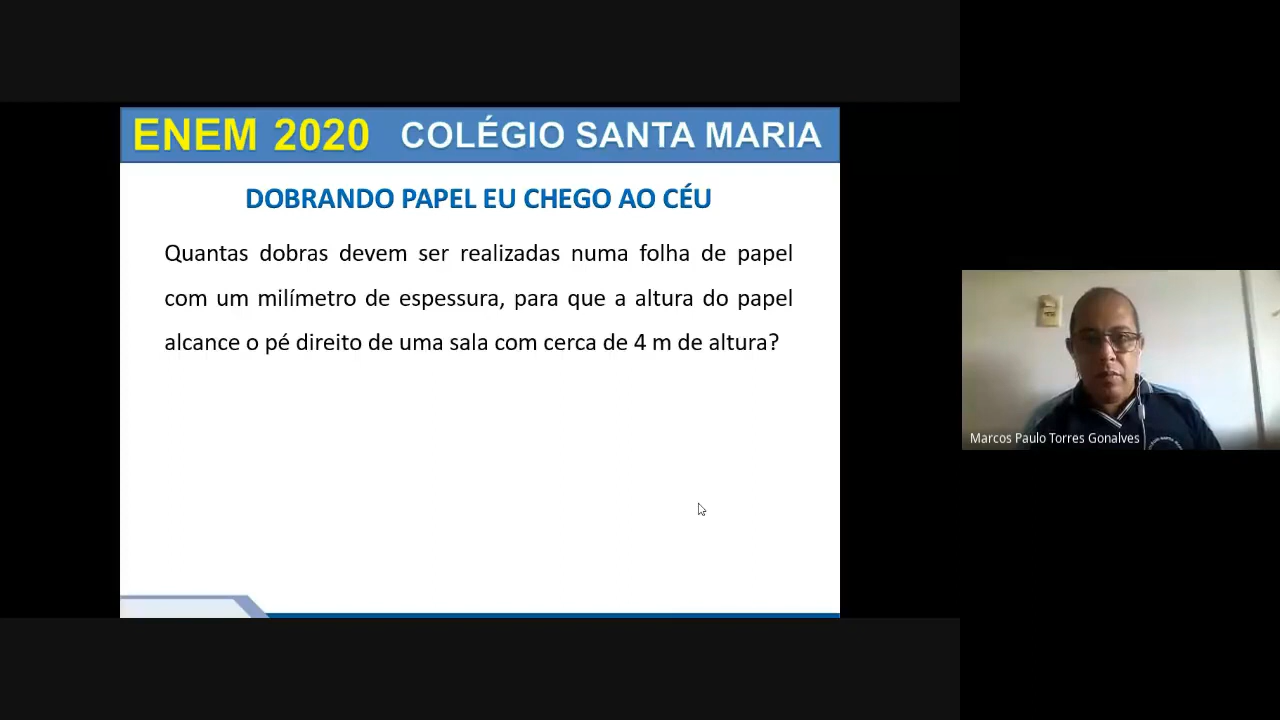 ENEM 2020 COLÉGIO SANTA MARIA
DOBRANDO PAPEL EU CHEGO AO CÉU
Quantas dobras devem ser realizadas numa folha de papel
com um milímetro de espessura, para que a altura do papel
alcance o pé direito de uma sala com cerca de 4 m de altura?
Marcos Paulo Torres Gonalves